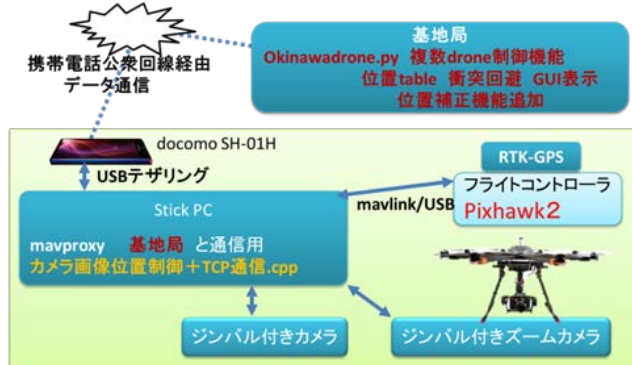 基地局
Okinawadrone.py 複数drone制御機能
位置table 衝突回避 GUI表示
位置補正機能追加
携帯電話公衆回線経由
データ通信
docomo SH-01H
USBテザリング
RTK-GPS
フライトコントローラ
Pixhawk2
mavlink/USB
Stick PC
mavproxy 基地局 と通信用
カメラ画像位置制御+TCP通信.cpp
ジンバル付きカメラ
ジンバル付きズームカメラ